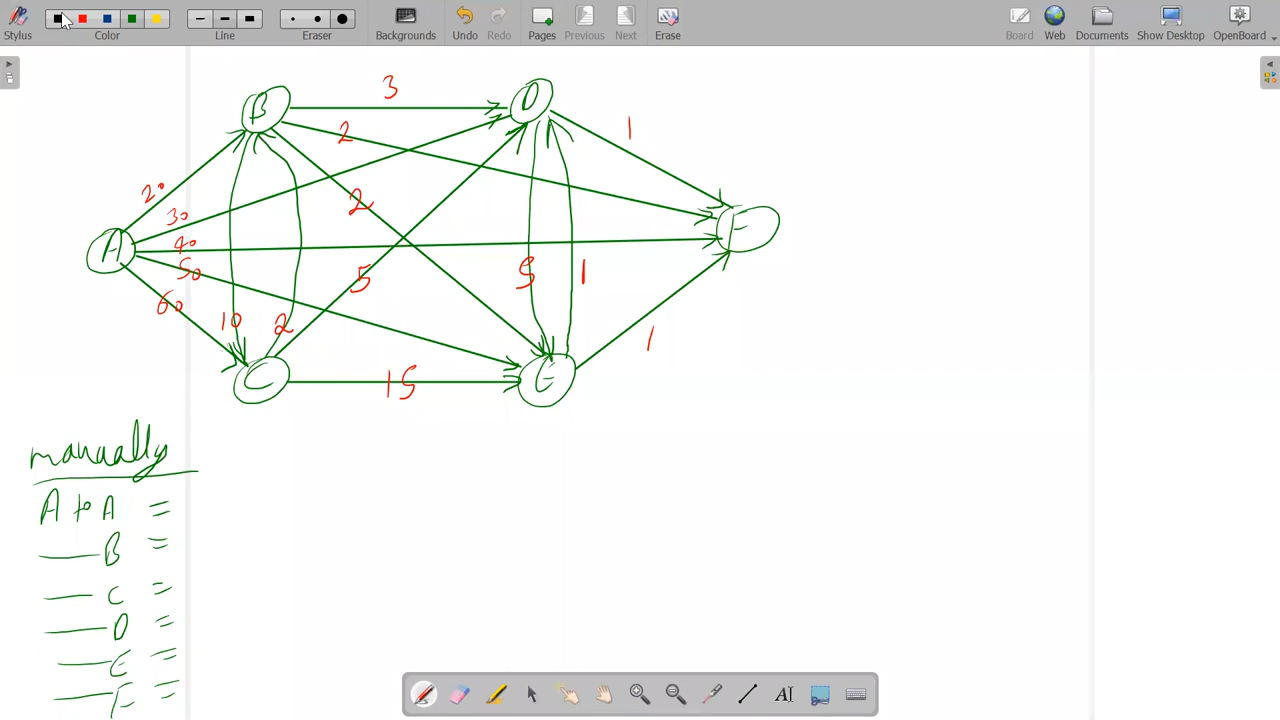 Stylus Color Line Eraser Backgrounds Undo Redo Pages Previous Next Erase Board Web Documents Show Desktop OpenBoard
B 3 D
2 1
20 2
30
A 40 F
50 5 5 1
60 10 2
1
C 15 E
manually
A to A =
B =
C =
D =
E =
F =
AI